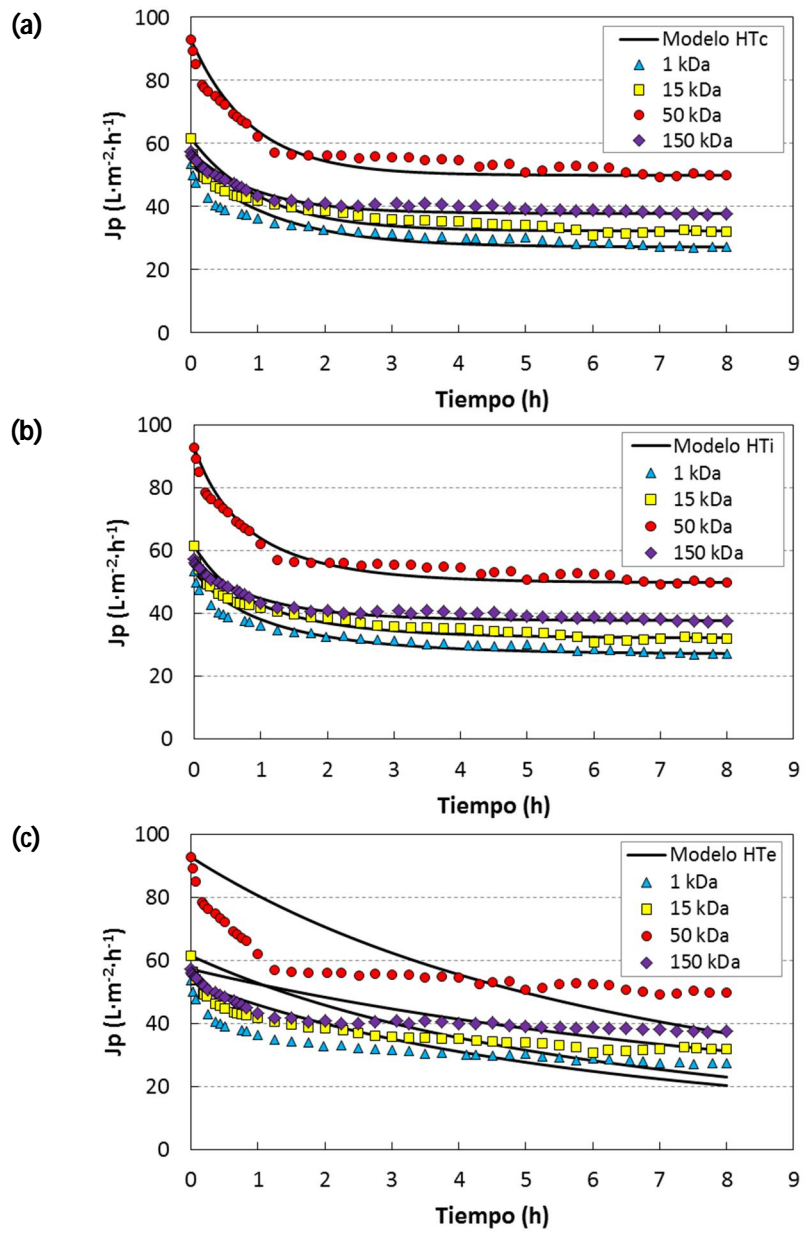 (a)
100
80
60
40
20
0
Jp (L·m⁻²·h⁻¹)
Modelo HTc
1 kDa
15 kDa
50 kDa
150 kDa
0 1 2 3 4 5 6 7 8 9
Tiempo (h)
(b)
100
80
60
40
20
0
Jp (L·m⁻²·h⁻¹)
Modelo HTi
1 kDa
15 kDa
50 kDa
150 kDa
0 1 2 3 4 5 6 7 8 9
Tiempo (h)
(c)
100
80
60
40
20
0
Jp (L·m⁻²·h⁻¹)
Modelo HTe
1 kDa
15 kDa
50 kDa
150 kDa
0 1 2 3 4 5 6 7 8 9
Tiempo (h)